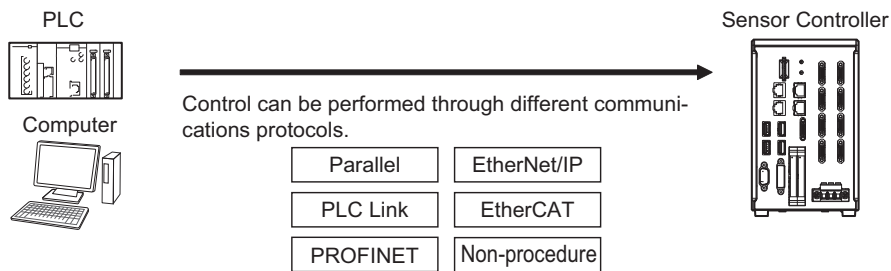 PLC
Sensor Controller
Computer
Control can be performed through different communi-
cations protocols.
Parallel
EtherNet/IP
PLC Link
EtherCAT
PROFINET
Non-procedure